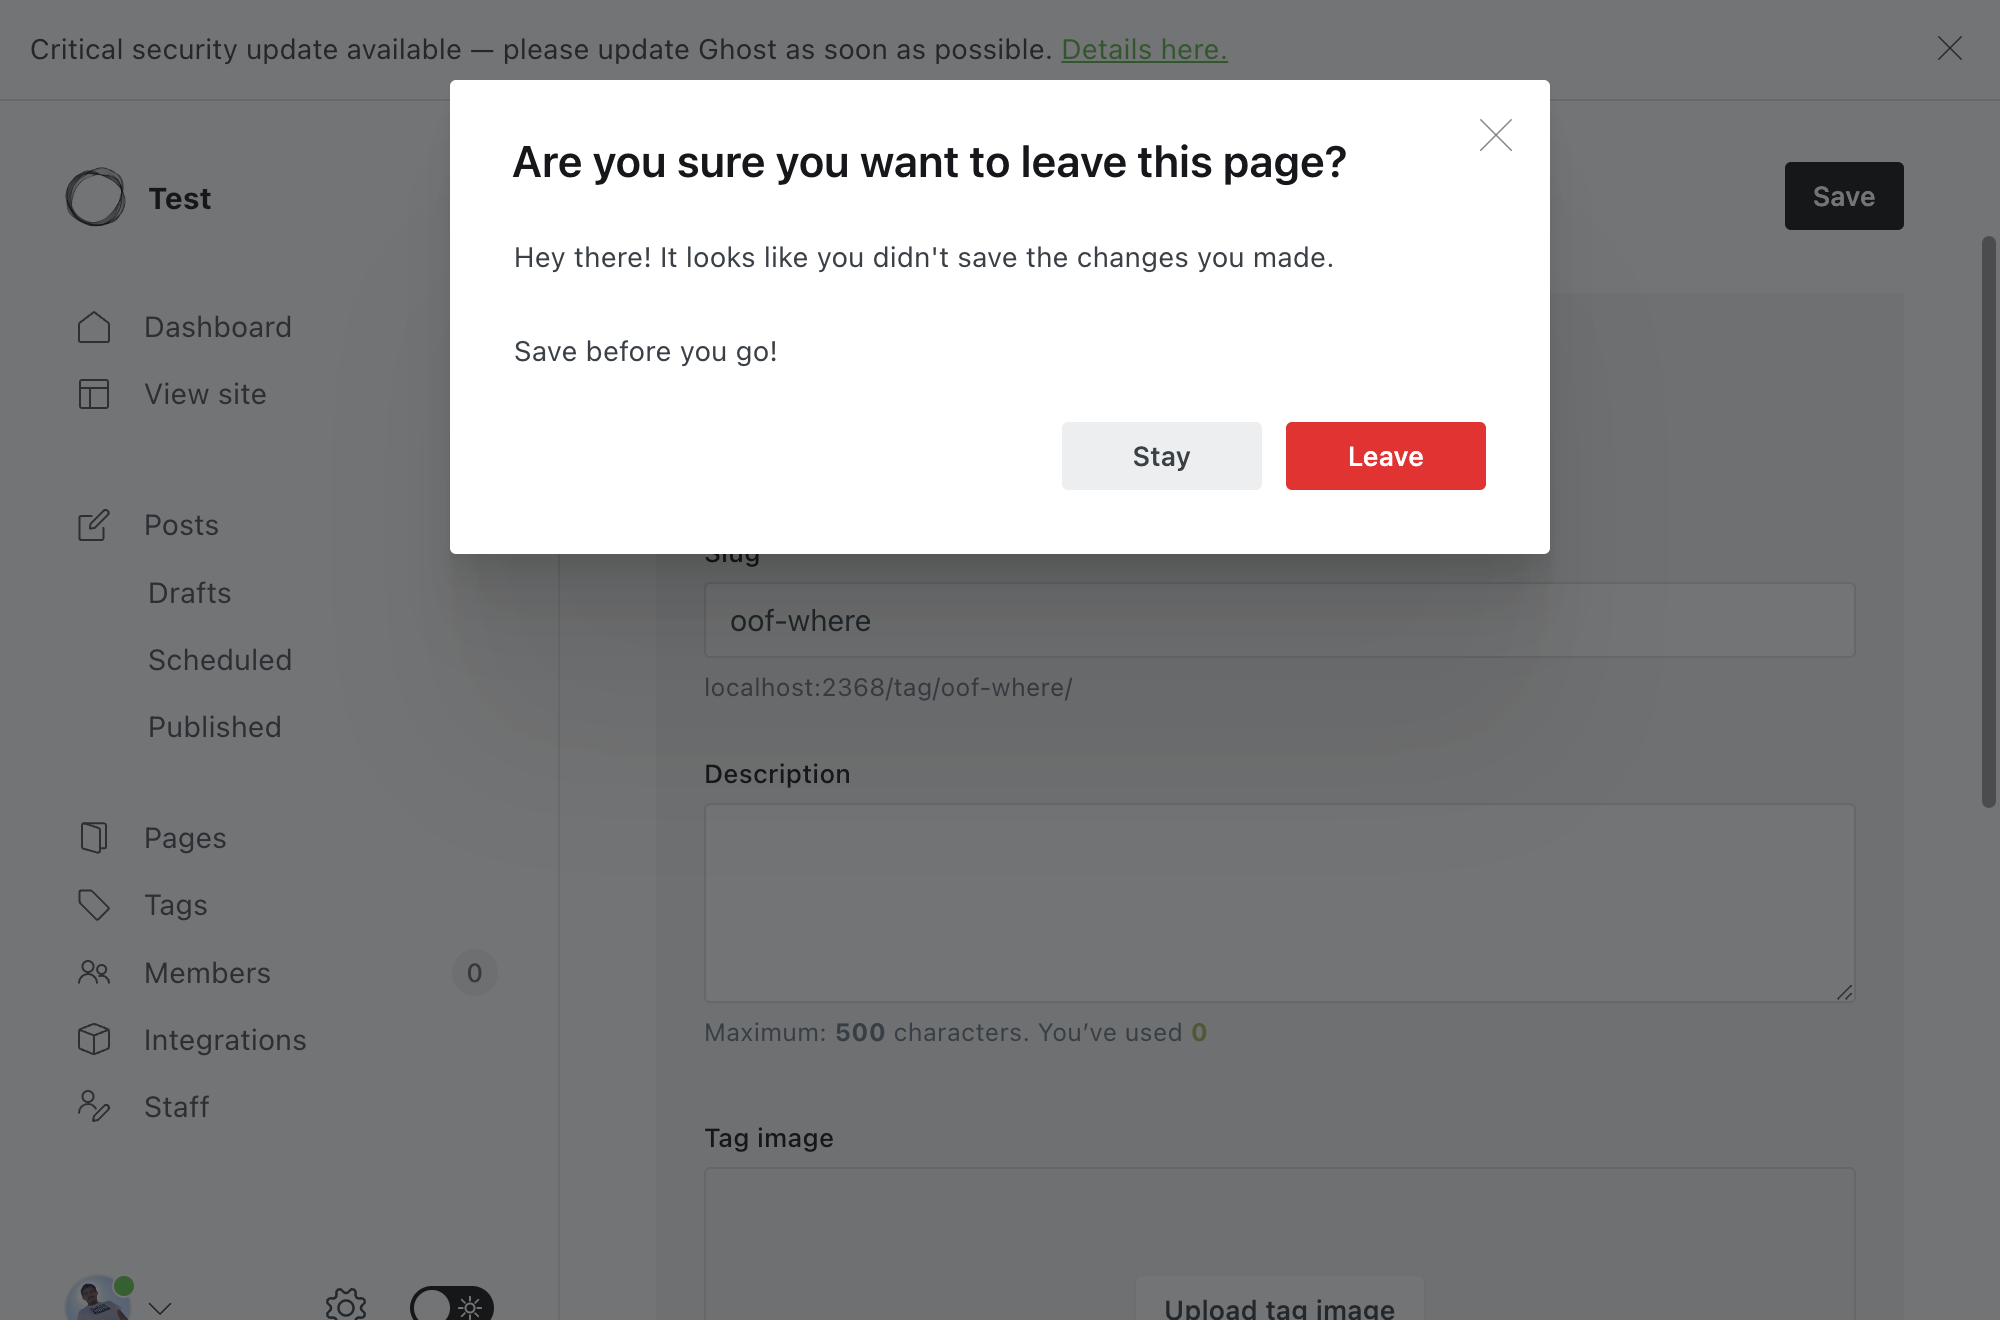 Critical security update available — please update Ghost as soon as possible. Details here.
Test
Save
Dashboard
View site
Posts
Drafts
Scheduled
Published
Pages
Tags
Members 0
Integrations
Staff
Are you sure you want to leave this page?
Hey there! It looks like you didn't save the changes you made.
Save before you go!
Stay
Leave
Slug
oof-where
localhost:2368/tag/oof-where/
Description
Maximum: 500 characters. You’ve used 0
Tag image
Upload tag image